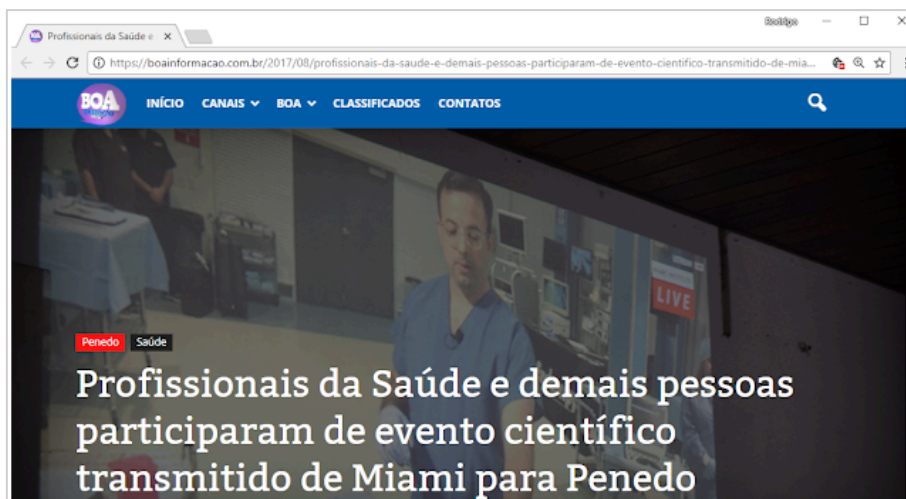 Rodrigo
Profissionais da Saúde e
https://boainformacao.com.br/2017/08/profissionais-da-saude-e-demais-pessoas-participaram-de-evento-cientifico-transmitido-de-mia...
BOA
INÍCIO CANAIS BOA CLASSIFICADOS CONTATOS
LIVE
Penedo Saúde
Profissionais da Saúde e demais pessoas
participaram de evento científico
transmitido de Miami para Penedo